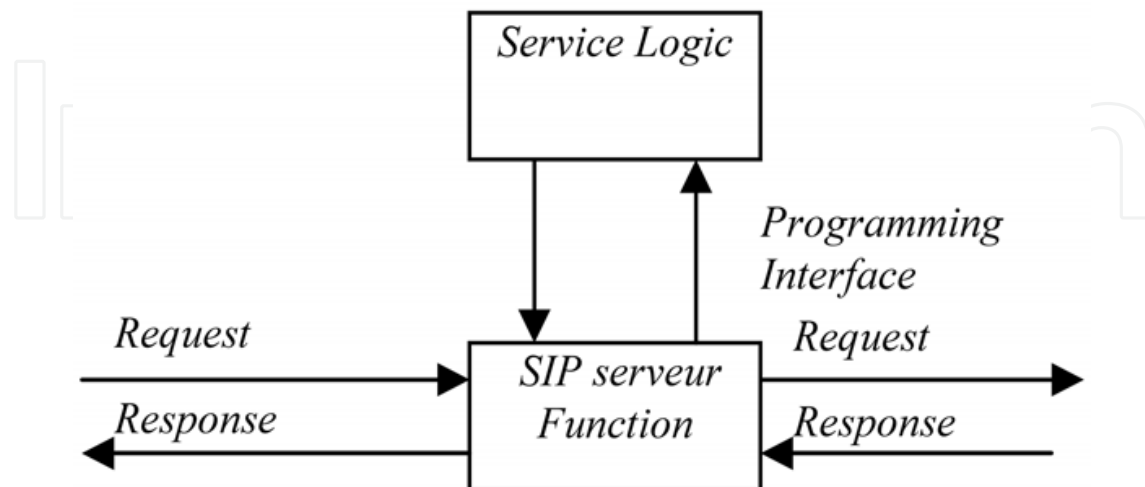 Service Logic
Programming
Interface
Request
Request
SIP serveur
Function
Response
Response